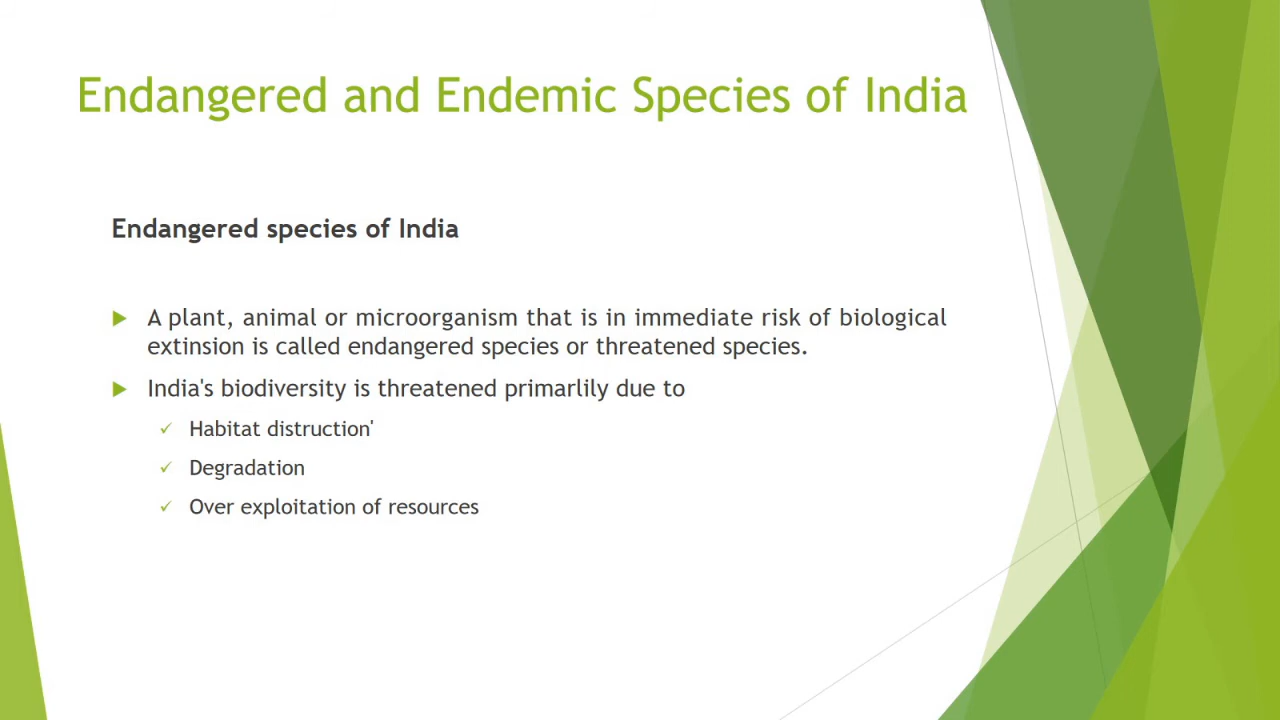 Endangered and Endemic Species of India
Endangered species of India
A plant, animal or microorganism that is in immediate risk of biological
extinsion is called endangered species or threatened species.
India's biodiversity is threatened primarlily due to
Habitat distruction'
Degradation
Over exploitation of resources